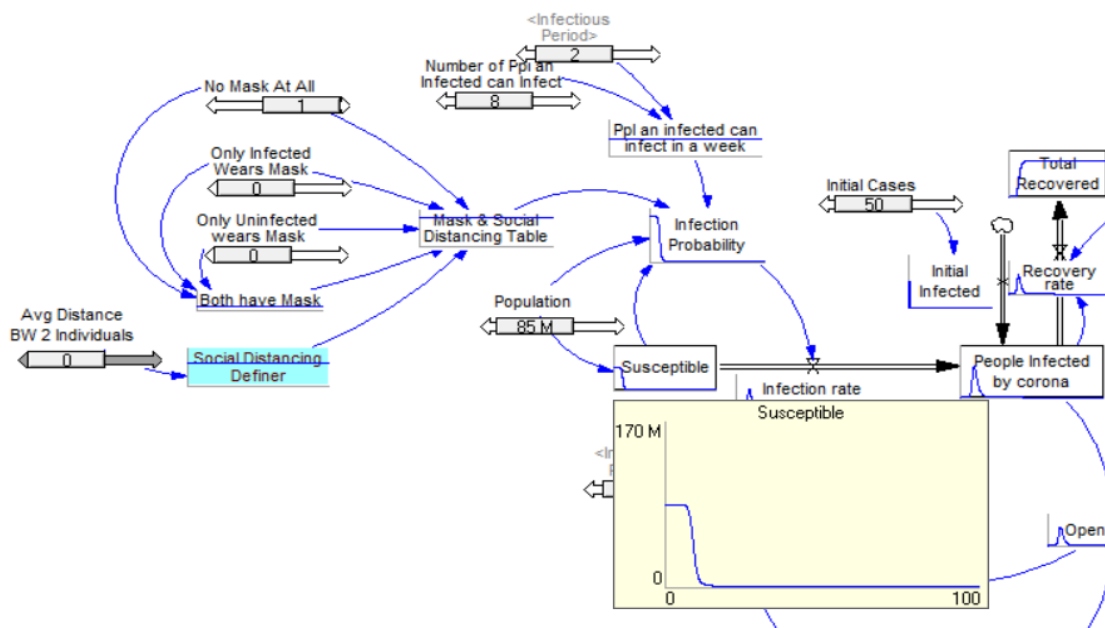 <Infectious
Period>
2
Number of Ppl an
Infected can Infect
8
No Mask At All
1
Ppl an infected can
infect in a week
Only Infected
Wears Mask
0
Total
Recovered
Initial Cases
50
Only Uninfected
wears Mask
0
Mask & Social
Distancing Table
Infection
Probability
Initial
Infected
Recovery
rate
Both have Mask
Population
85 M
Avg Distance
BW 2 Individuals
0
Social Distancing
Definer
Susceptible
People Infected
by corona
Infection rate
Susceptible
170 M
0
0
100
Open